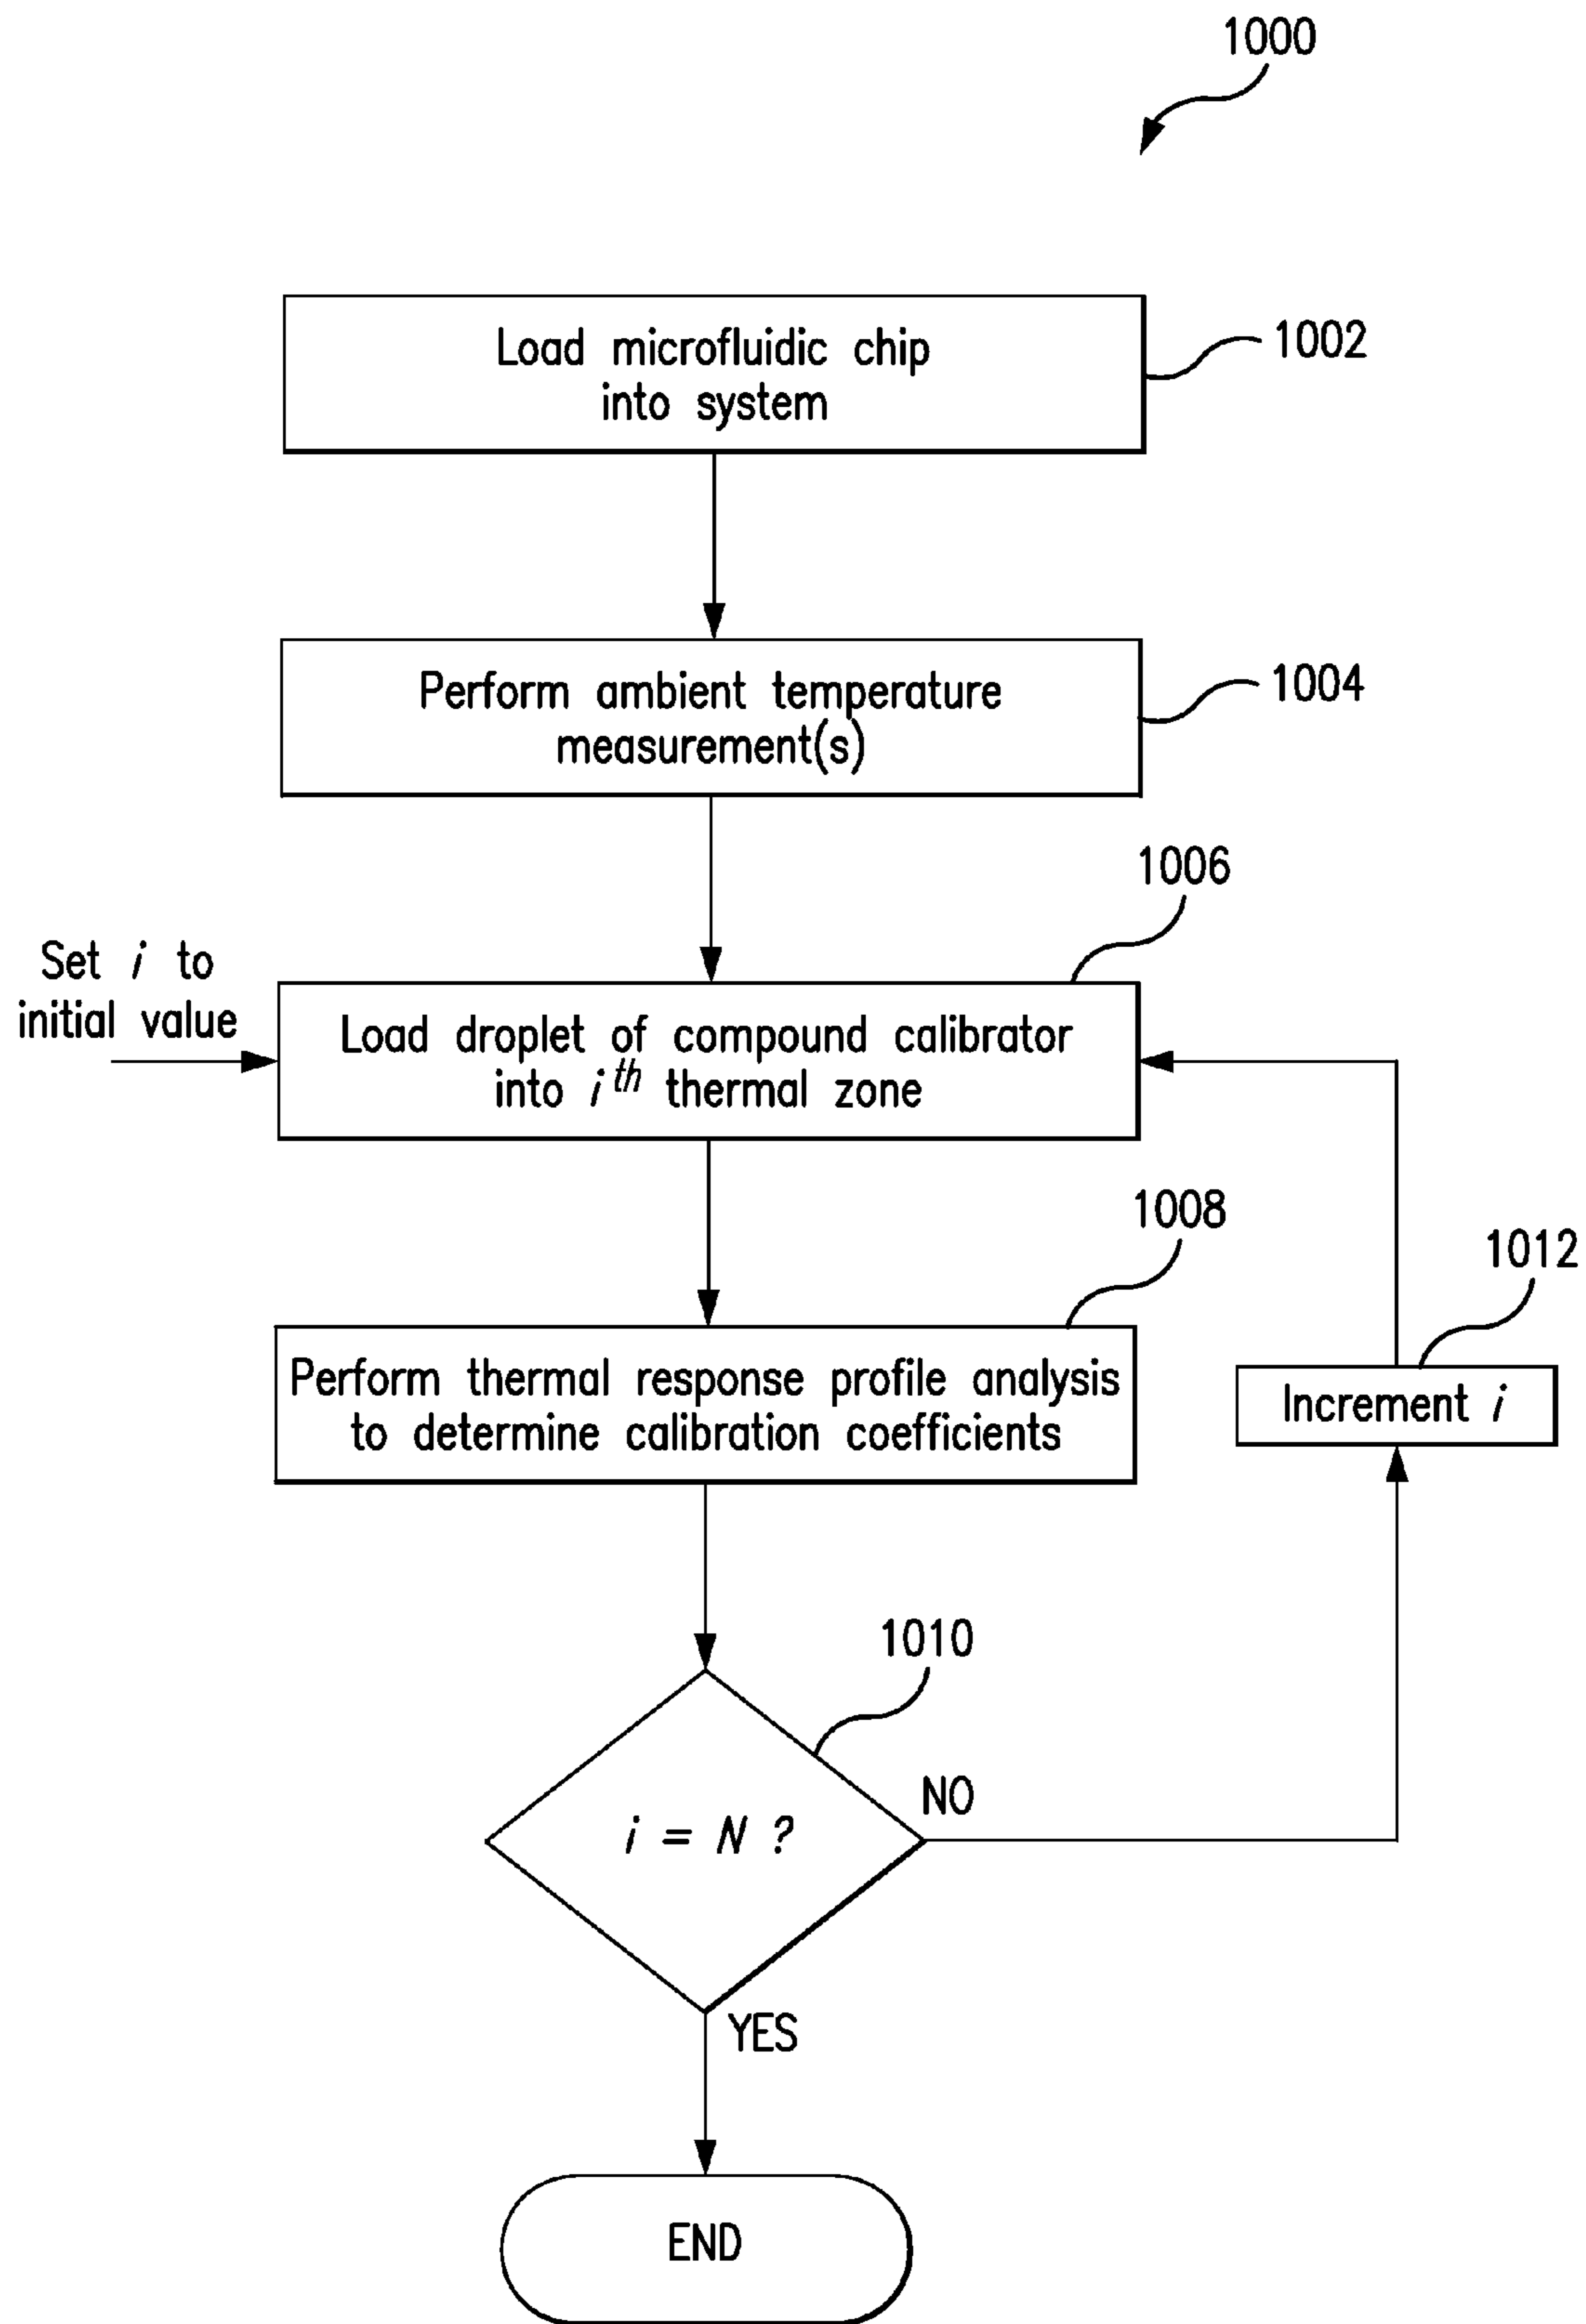 1000
Load microfluidic chip
into system
1002
Perform ambient temperature
measurement(s)
1004
1006
Set i to
initial value
Load droplet of compound calibrator
into i th thermal zone
1008
1012
Perform thermal response profile analysis
to determine calibration coefficients
Increment i
1010
NO
i = N ?
YES
END